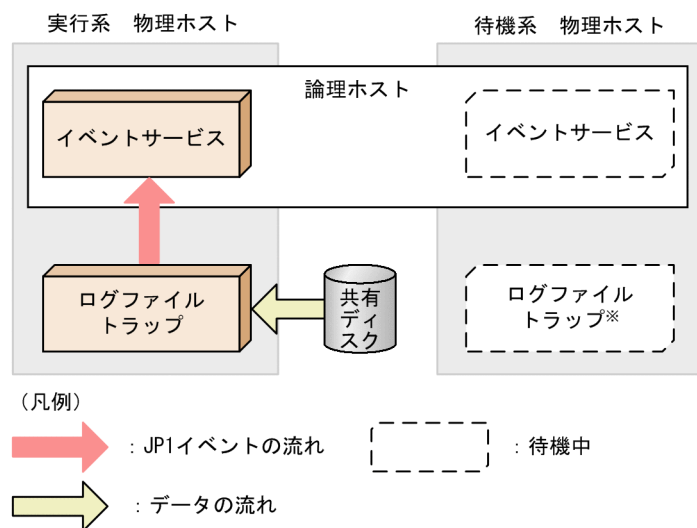 実行系　物理ホスト
待機系　物理ホスト
論理ホスト
イベントサービス
イベントサービス
ログファイル
トラップ
共有
ディ
スク
ログファイル
トラップ※
（凡例）
：JP1イベントの流れ
：待機中
：データの流れ